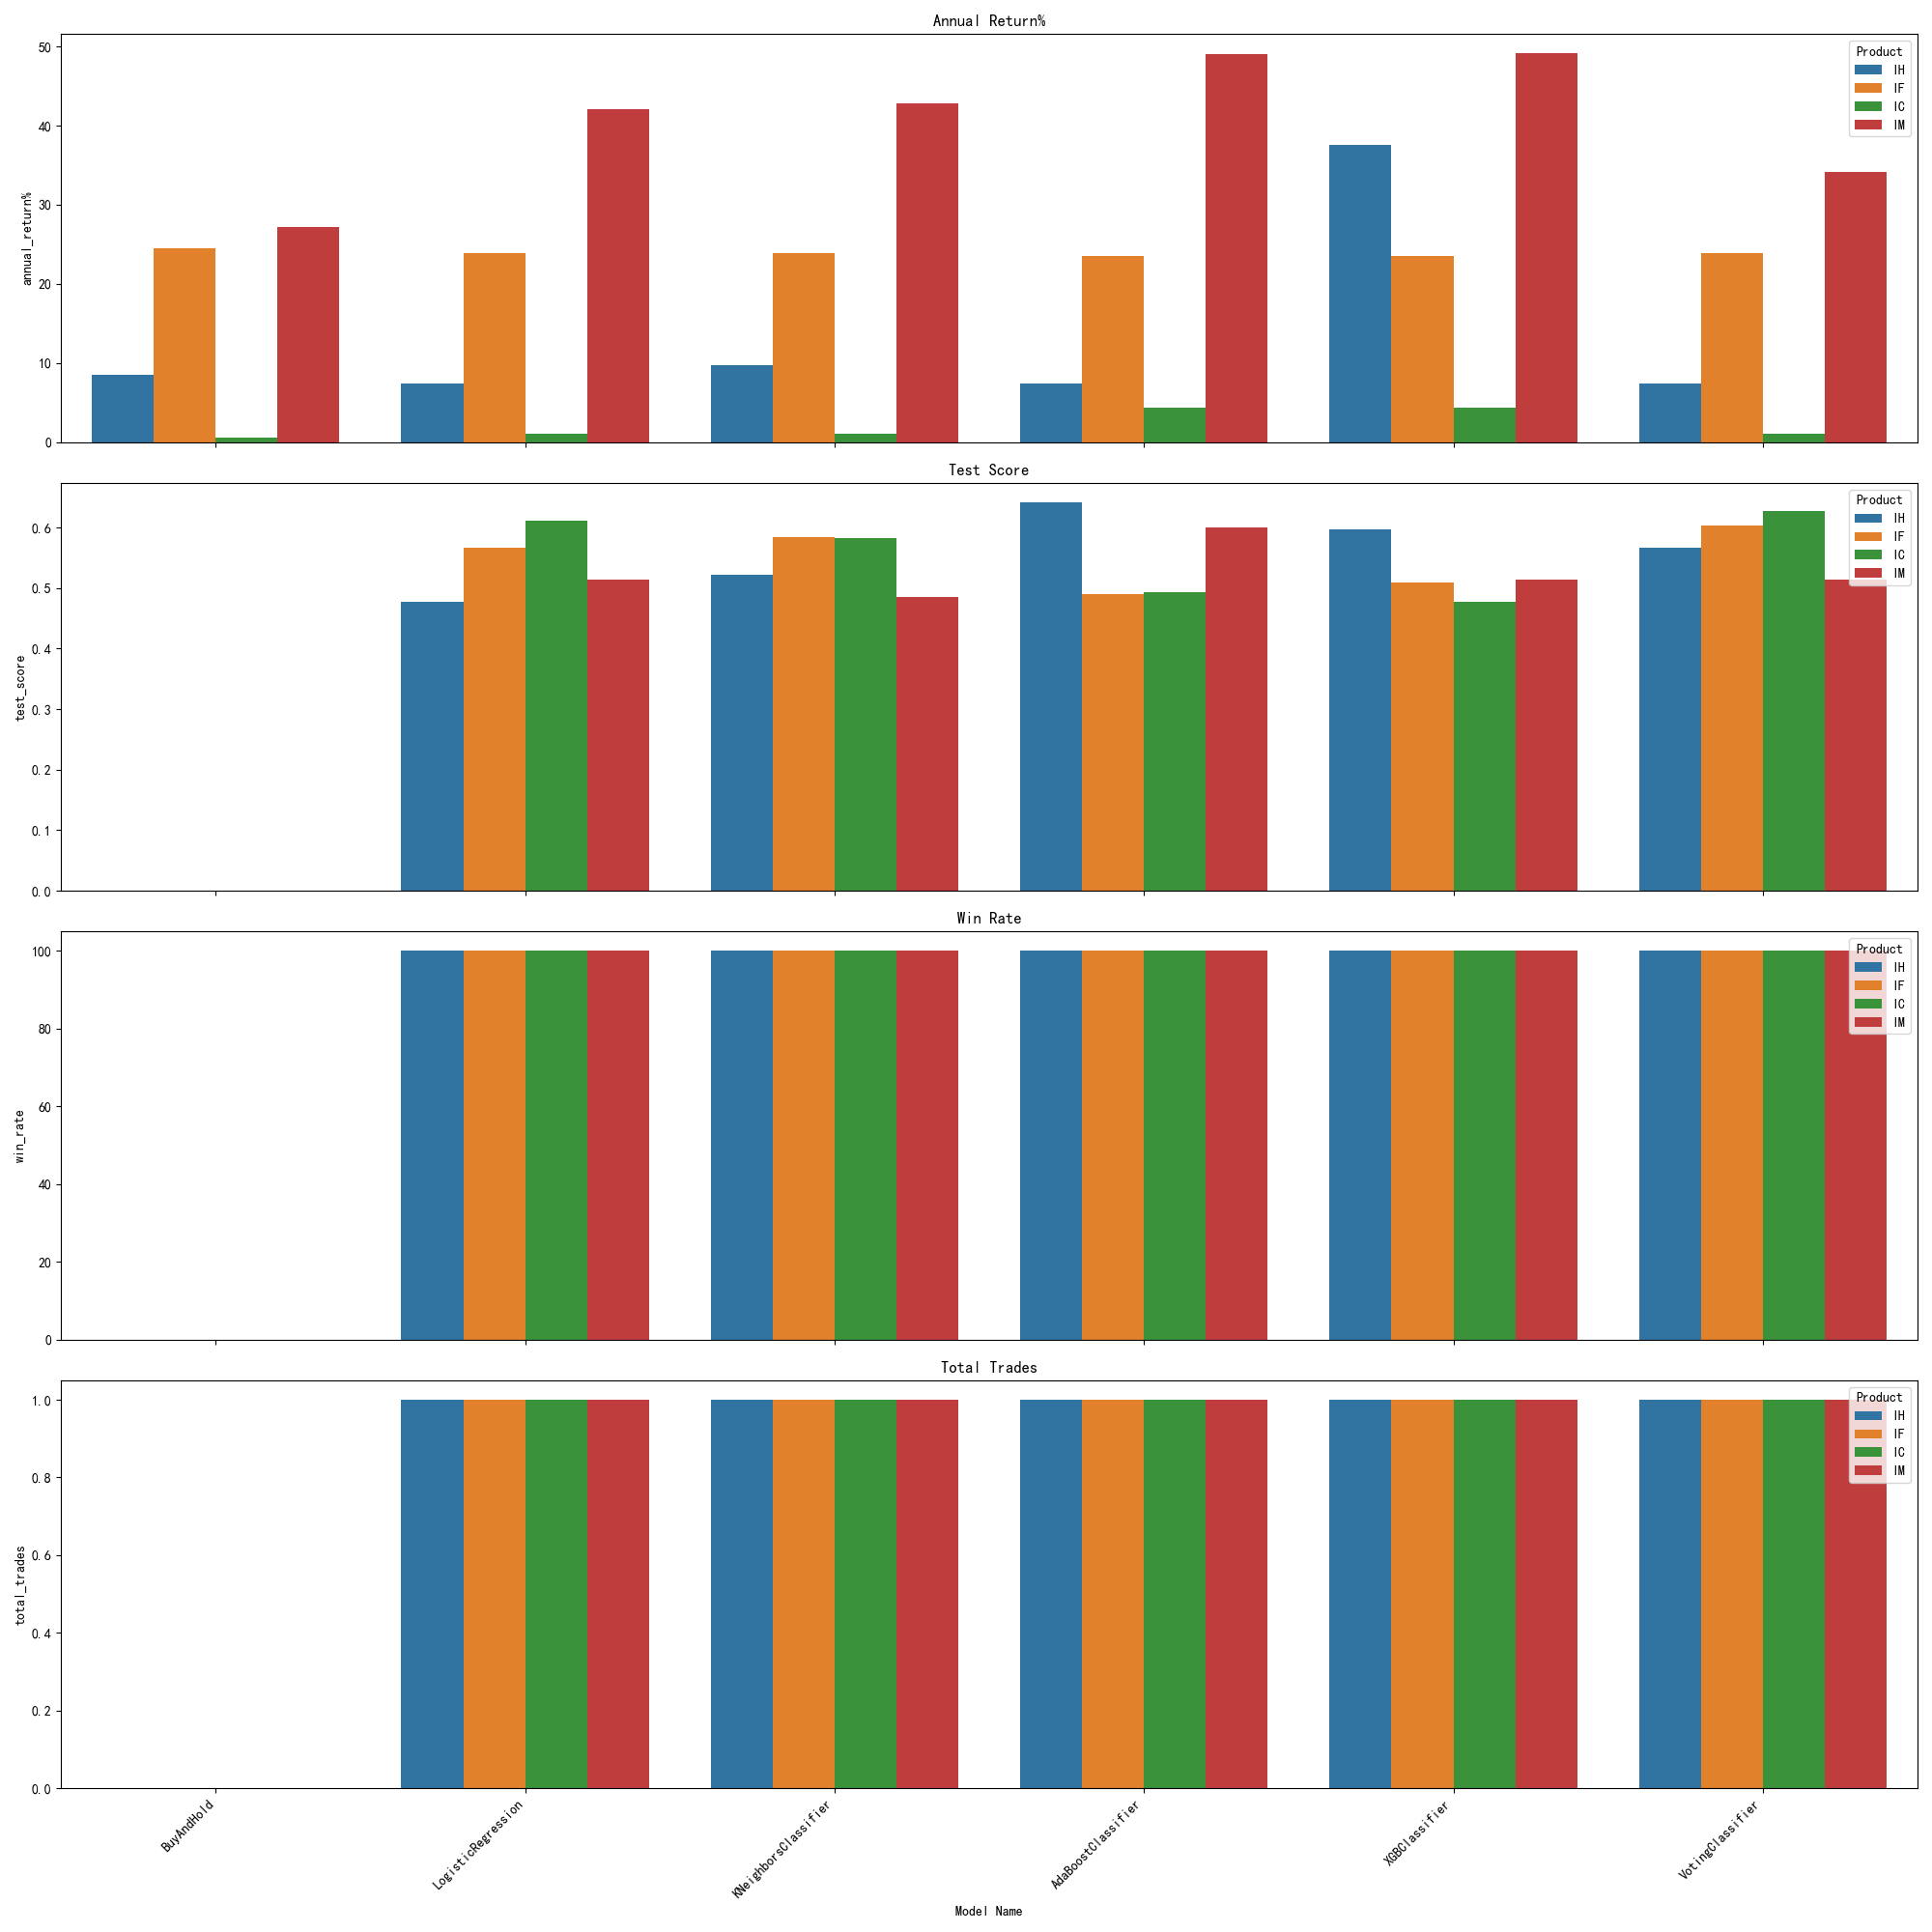 Annual Return%
50
40
30
20
10
0
annual_return%
Product
IH
IF
IC
IM
Test Score
0.6
0.5
0.4
0.3
0.2
0.1
0.0
test_score
Product
IH
IF
IC
IM
Win Rate
100
80
60
40
20
0
win_rate
Product
IH
IF
IC
IM
Total Trades
1.0
0.8
0.6
0.4
0.2
0.0
total_trades
Product
IH
IF
IC
IM
BuyAndHold
LogisticRegression
KNeighborsClassifier
AdaBoostClassifier
XGBClassifier
VotingClassifier
Model Name